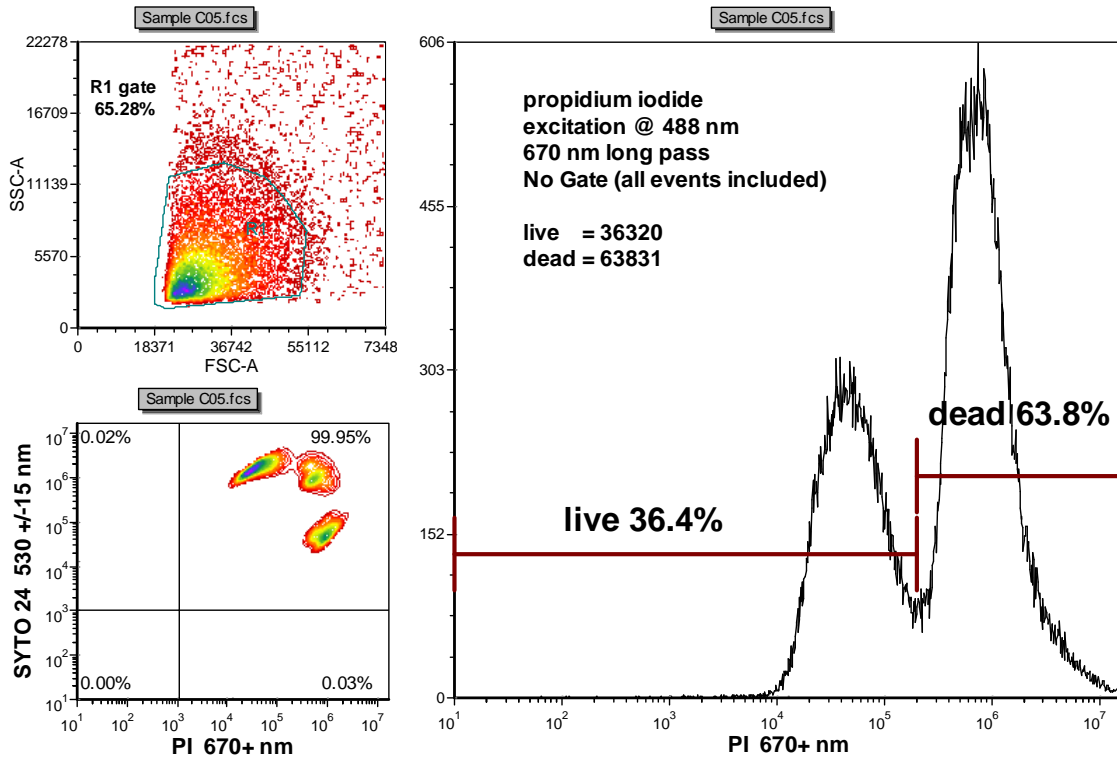 Sample C05.fcs
22278
16709
11139
5570
0
SSC-A
R1 gate
65.28%
R1
0 18371 36742 55112 7348
FSC-A
Sample C05.fcs
10^7
10^6
10^5
10^4
10^3
10^2
10^1
SYTO 24 530 +/-15 nm
0.02% 99.95%
0.00% 0.03%
10^1 10^2 10^3 10^4 10^5 10^6 10^7
PI 670+ nm
Sample C05.fcs
606
455
303
152
0
propidium iodide
excitation @ 488 nm
670 nm long pass
No Gate (all events included)
live = 36320
dead = 63831
dead 63.8%
live 36.4%
10^1 10^2 10^3 10^4 10^5 10^6 10^7
PI 670+ nm